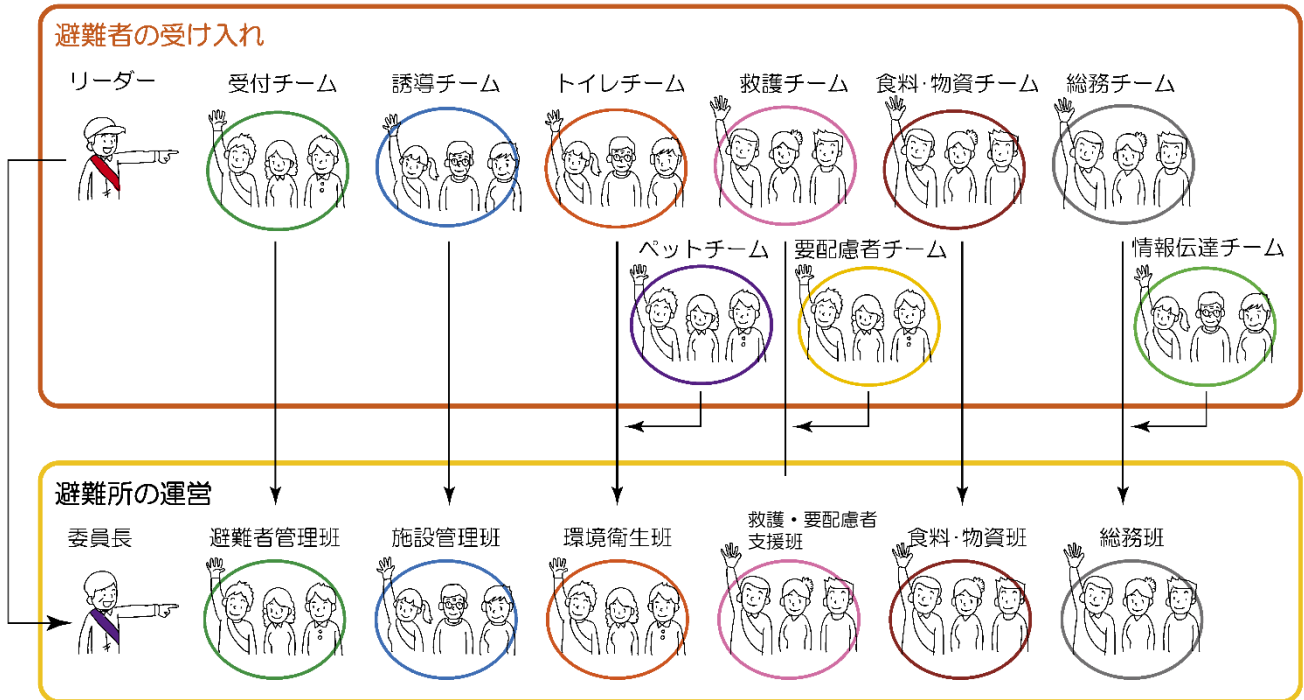 避難者の受け入れ
リーダー
受付チーム
誘導チーム
トイレチーム
救護チーム
食料・物資チーム
総務チーム
ペットチーム
要配慮者チーム
情報伝達チーム
避難所の運営
委員長
避難者管理班
施設管理班
環境衛生班
救護・要配慮者
支援班
食料・物資班
総務班